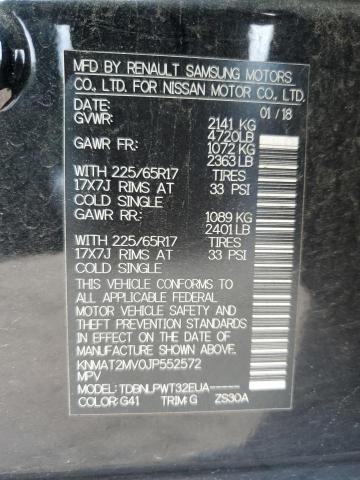 MFD BY RENAULT SAMSUNG MOTORS
CO., LTD. FOR NISSAN MOTOR CO., LTD.
DATE: 01/18
GVWR: 2141 KG
4720LB
GAWR FR: 1072 KG
2363LB
WITH 225/65R17 TIRES
17X7J RIMS AT 33 PSI
COLD SINGLE
GAWR RR: 1089 KG
2401LB
WITH 225/65R17 TIRES
17X7J RIMS AT 33 PSI
COLD SINGLE
THIS VEHICLE CONFORMS TO
ALL APPLICABLE FEDERAL
MOTOR VEHICLE SAFETY AND
THEFT PREVENTION STANDARDS
IN EFFECT ON THE DATE OF
MANUFACTURE SHOWN ABOVE.
KNMAT2MV0JP552572
MPV
MODEL: TDBNLPWT32EUA-----
COLOR: G41 TRIM: G ZS30A